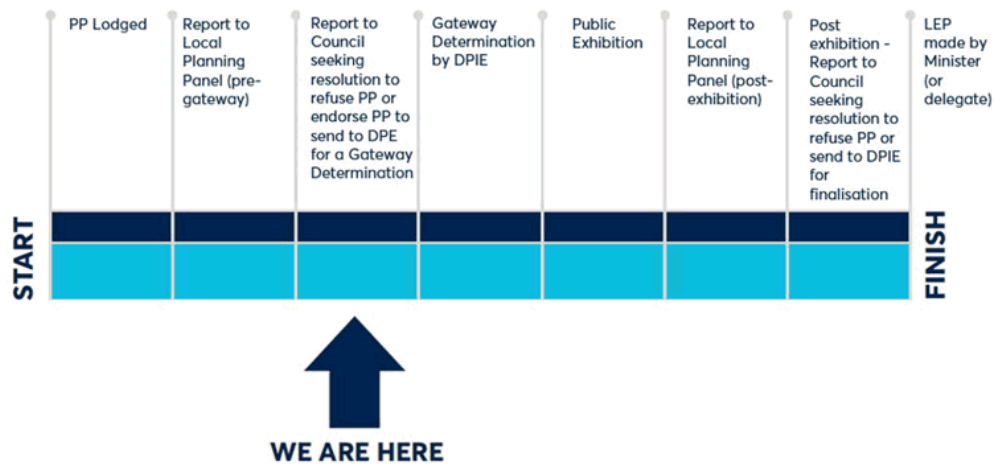 PP Lodged
Report to
Local
Planning
Panel (pre-
gateway)
Report to
Council
seeking
resolution to
refuse PP or
endorse PP to
send to DPE
for a Gateway
Determination
Gateway
Determination
by DPIE
Public
Exhibition
Report to
Local
Planning
Panel (post-
exhibition)
Post
exhibition -
Report to
Council
seeking
resolution to
refuse PP or
send to DPIE
for
finalisation
LEP
made by
Minister
(or
delegate)
START
FINISH
WE ARE HERE